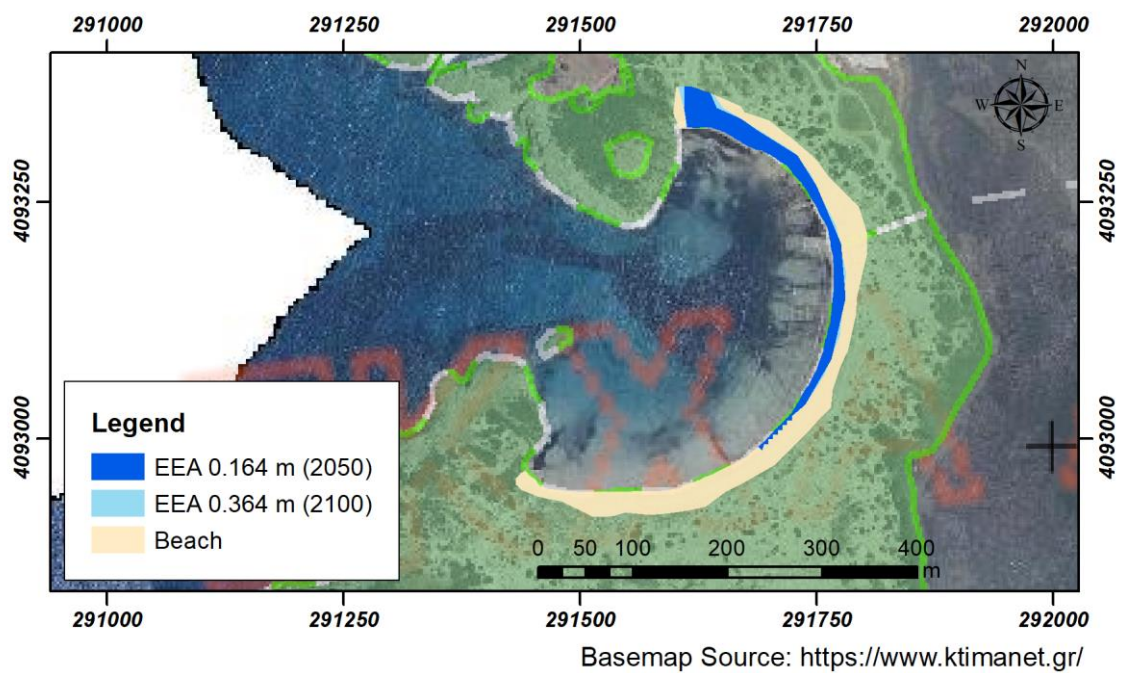 291000 291250 291500 291750 292000
N
W E
S
4093250 4093250
4093000 4093000
Legend
EEA 0.164 m (2050)
EEA 0.364 m (2100)
Beach
0 50 100 200 300 400
m
291000 291250 291500 291750 292000
Basemap Source: https://www.ktimanet.gr/